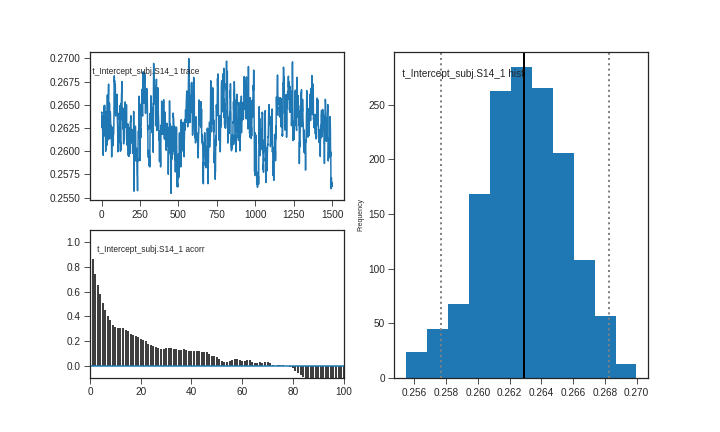 0.2700
0.2675
0.2650
0.2625
0.2600
0.2575
0.2550
t_Intercept_subj.S14_1 trace
0 250 500 750 1000 1250 1500
1.0
0.8
0.6
0.4
0.2
0.0
t_Intercept_subj.S14_1 acorr
0 20 40 60 80 100
t_Intercept_subj.S14_1 hist
Frequency
250
200
150
100
50
0
0.256 0.258 0.260 0.262 0.264 0.266 0.268 0.270